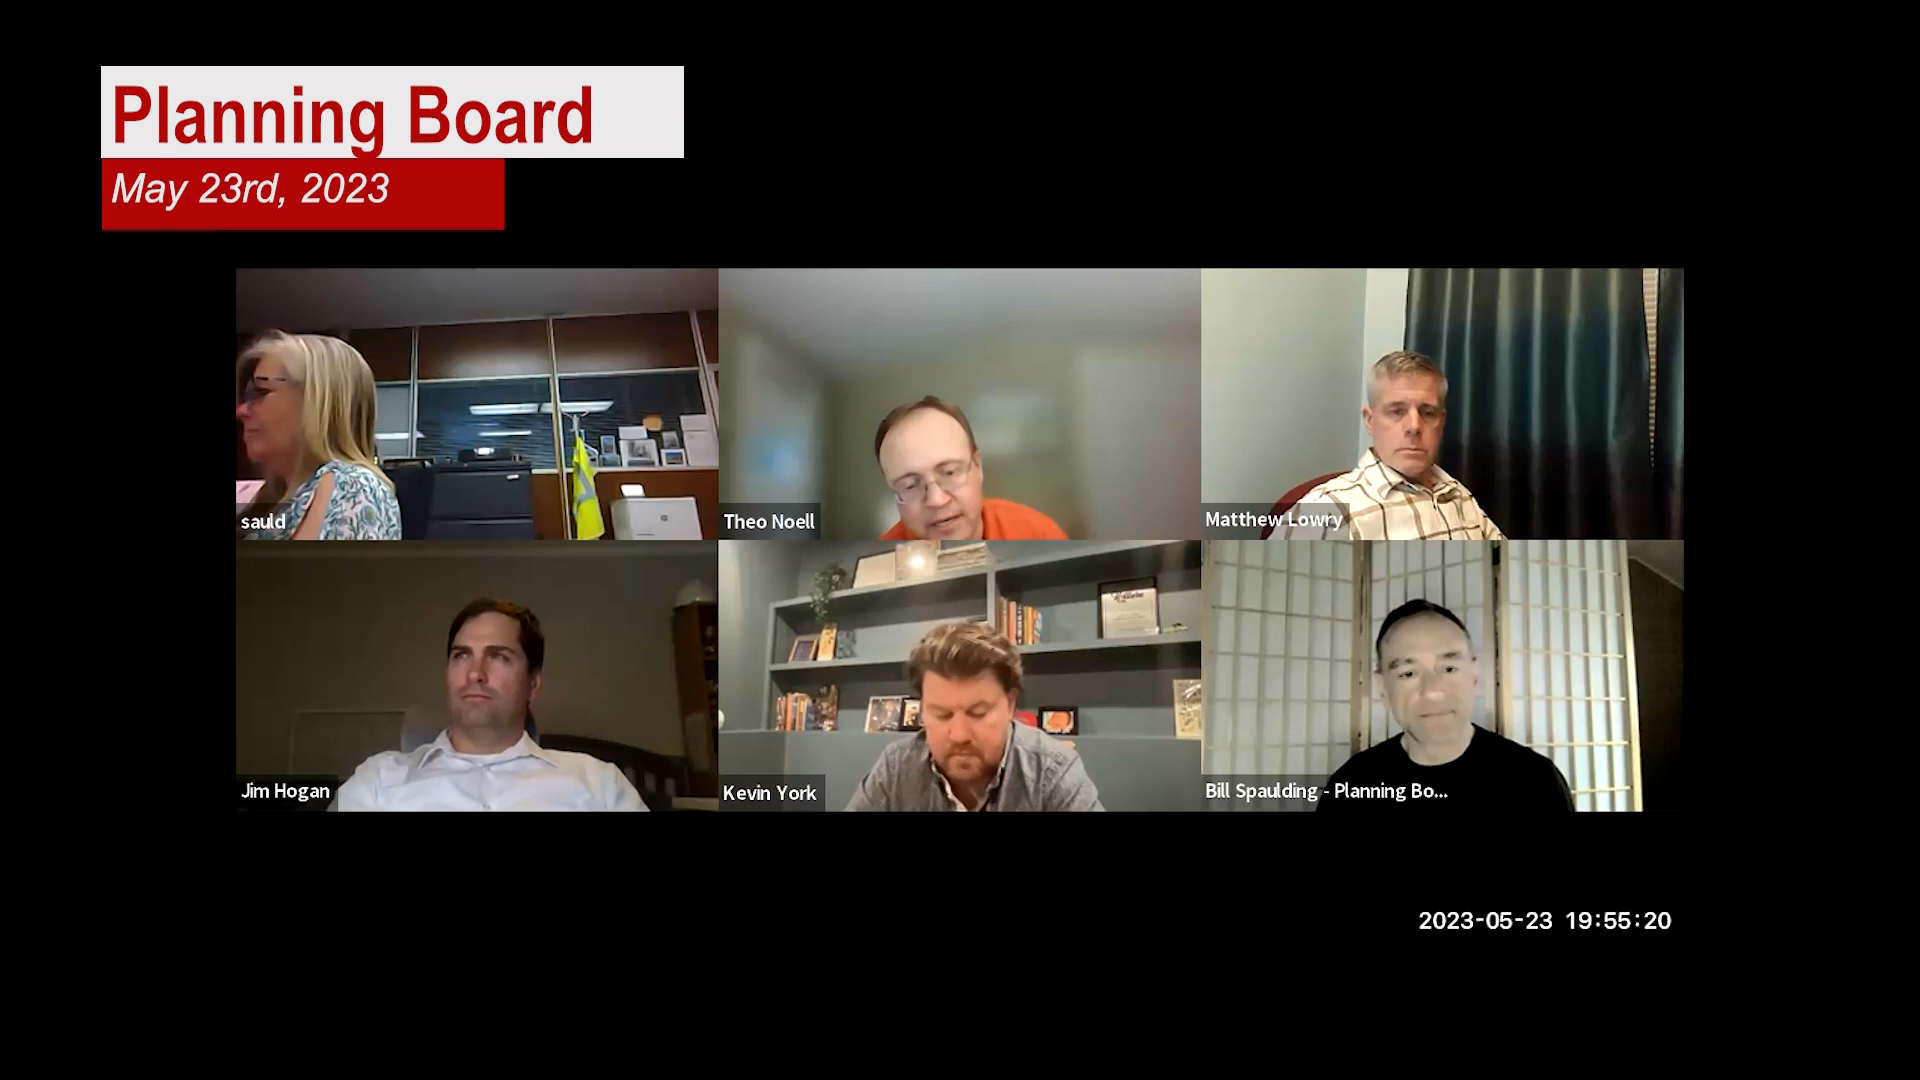 Planning Board
May 23rd, 2023
sauld
Theo Noell
Matthew Lowry
Jim Hogan
Kevin York
Bill Spaulding - Planning Bo...
2023-05-23 19:55:20